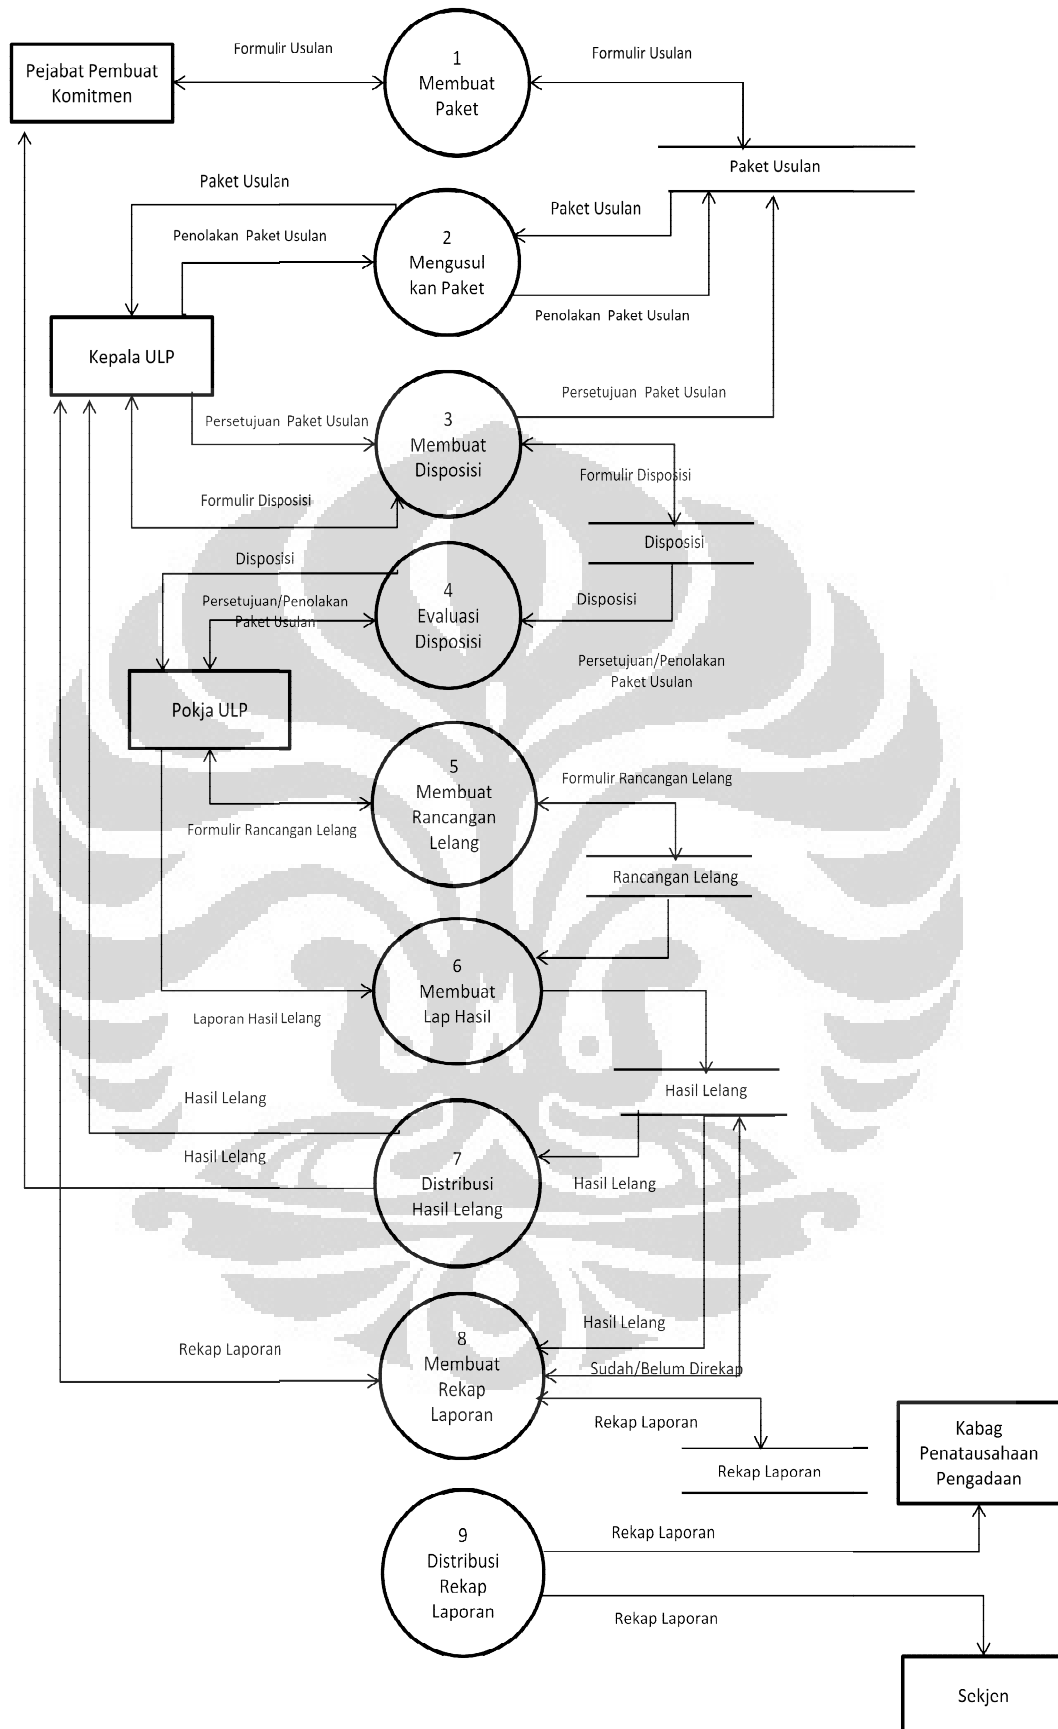 Formulir Usulan
Pejabat Pembuat
Komitmen
1
Membuat
Paket
Formulir Usulan
Paket Usulan
Paket Usulan
Penolakan Paket Usulan
2
Mengusul
kan Paket
Paket Usulan
Penolakan Paket Usulan
Kepala ULP
Persetujuan Paket Usulan
3
Membuat
Disposisi
Persetujuan Paket Usulan
Formulir Disposisi
Formulir Disposisi
Disposisi
Disposisi
Persetujuan/Penolakan
Paket Usulan
4
Evaluasi
Disposisi
Disposisi
Persetujuan/Penolakan
Paket Usulan
Pokja ULP
5
Membuat
Rancangan
Lelang
Formulir Rancangan Lelang
Formulir Rancangan Lelang
Rancangan Lelang
6
Membuat
Lap Hasil
Laporan Hasil Lelang
Hasil Lelang
Hasil Lelang
Hasil Lelang
7
Distribusi
Hasil Lelang
Hasil Lelang
Rekap Laporan
8
Membuat
Rekap
Laporan
Hasil Lelang
Sudah/Belum Direkap
Rekap Laporan
Rekap Laporan
Kabag
Penatausahaan
Pengadaan
9
Distribusi
Rekap
Laporan
Rekap Laporan
Rekap Laporan
Sekjen